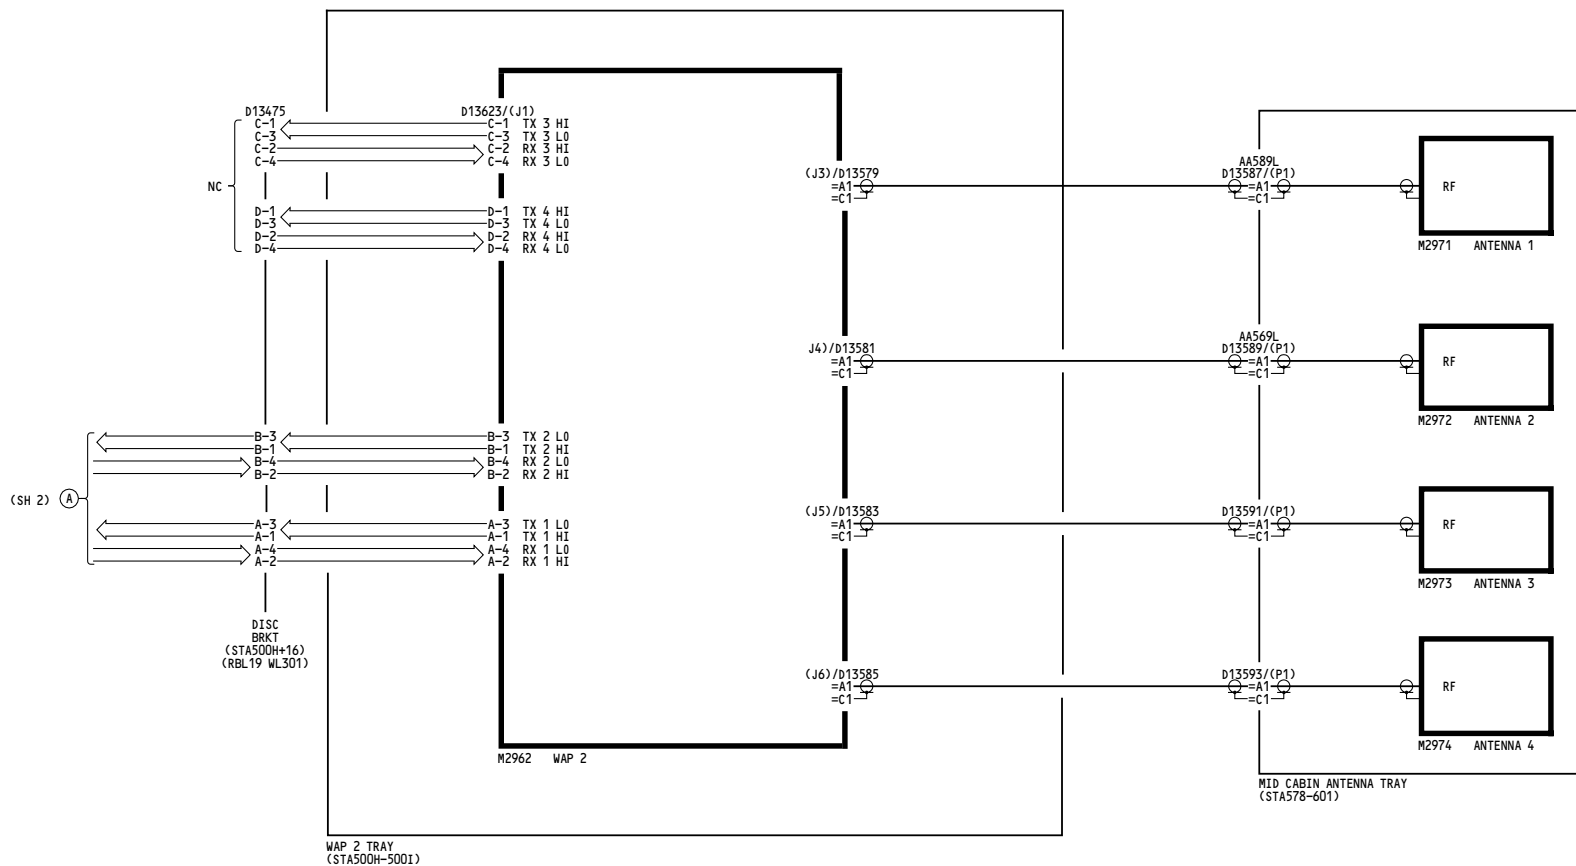 D13475
C-1
C-3
C-2
C-4
NC
D-1
D-3
D-2
D-4
D13623/(J1)
C-1 TX 3 HI
C-3 TX 3 LO
C-2 RX 3 HI
C-4 RX 3 LO
D-1 TX 4 HI
D-3 TX 4 LO
D-2 RX 4 HI
D-4 RX 4 LO
(SH 2) A
B-3
B-1
B-4
B-2
B-3 TX 2 LO
B-1 TX 2 HI
B-4 RX 2 LO
B-2 RX 2 HI
A-3
A-1
A-4
A-2
A-3 TX 1 LO
A-1 TX 1 HI
A-4 RX 1 LO
A-2 RX 1 HI
DISC
BRKT
(STA500H+16)
(RBL19 WL301)
(J3)/D13579
=A1
=C1
J4)/D13581
=A1
=C1
(J5)/D13583
=A1
=C1
(J6)/D13585
=A1
=C1
M2962 WAP 2
WAP 2 TRAY
(STA500H-500I)
AA589L
D13587/(P1)
=A1
=C1
RF
M2971 ANTENNA 1
AA569L
D13589/(P1)
=A1
=C1
RF
M2972 ANTENNA 2
D13591/(P1)
=A1
=C1
RF
M2973 ANTENNA 3
D13593/(P1)
=A1
=C1
RF
M2974 ANTENNA 4
MID CABIN ANTENNA TRAY
(STA578-601)